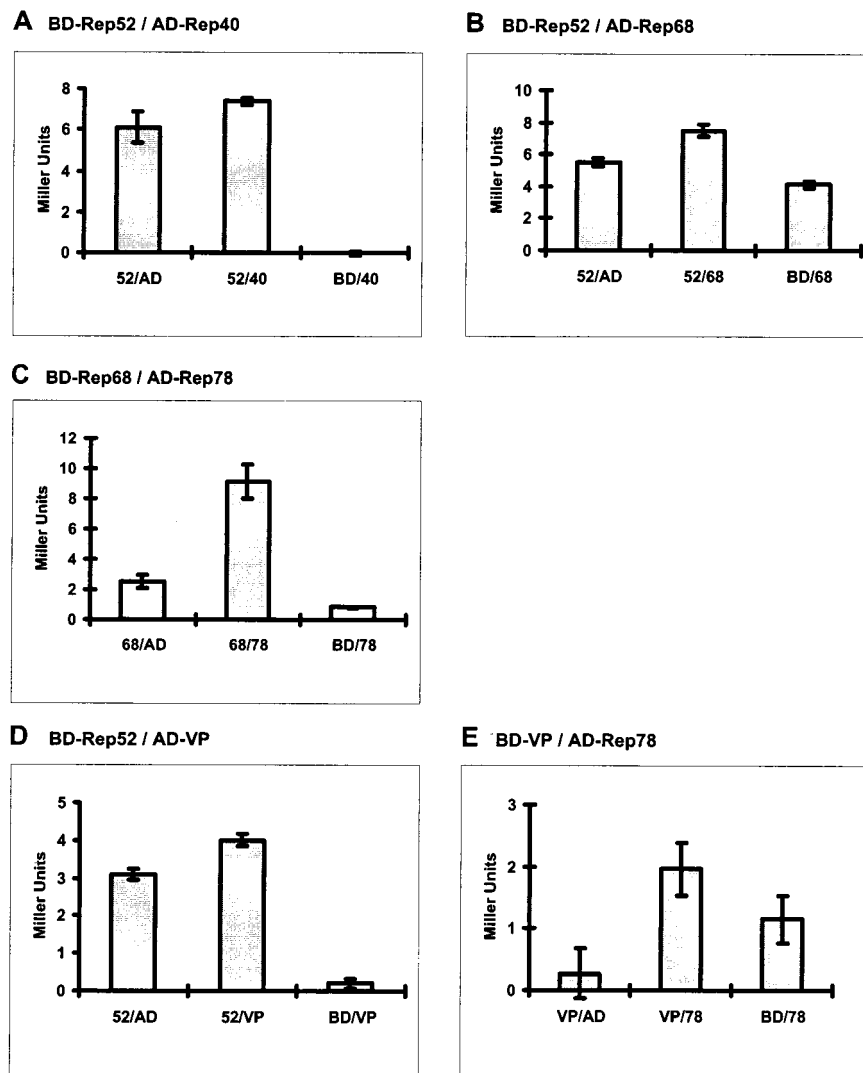 A BD-Rep52 / AD-Rep40
Miller Units
8
6
4
2
0
52/AD 52/40 BD/40
B BD-Rep52 / AD-Rep68
Miller Units
10
8
6
4
2
0
52/AD 52/68 BD/68
C BD-Rep68 / AD-Rep78
Miller Units
12
10
8
6
4
2
0
68/AD 68/78 BD/78
D BD-Rep52 / AD-VP
Miller Units
5
4
3
2
1
0
52/AD 52/VP BD/VP
E BD-VP / AD-Rep78
Miller Units
3
2
1
0
VP/AD VP/78 BD/78